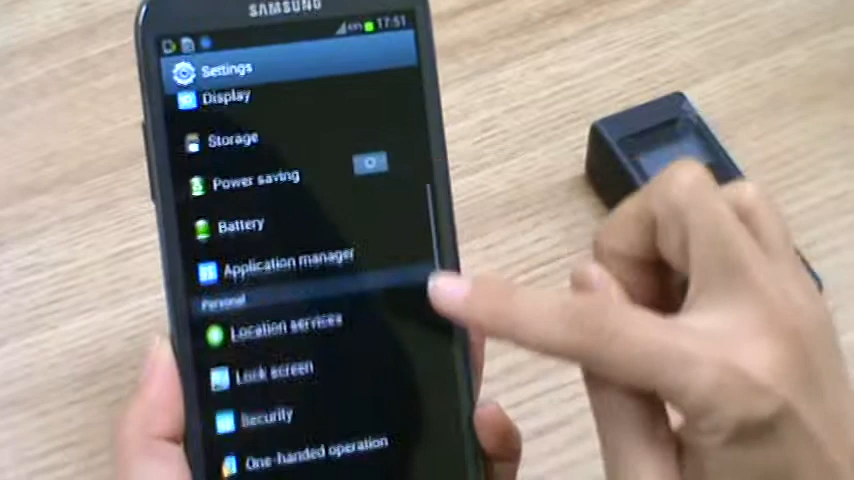 SAMSUNG
17:51
Settings
Display
Storage
Power saving
Battery
Application manager
Personal
Location services
Lock screen
Security
One-handed operation